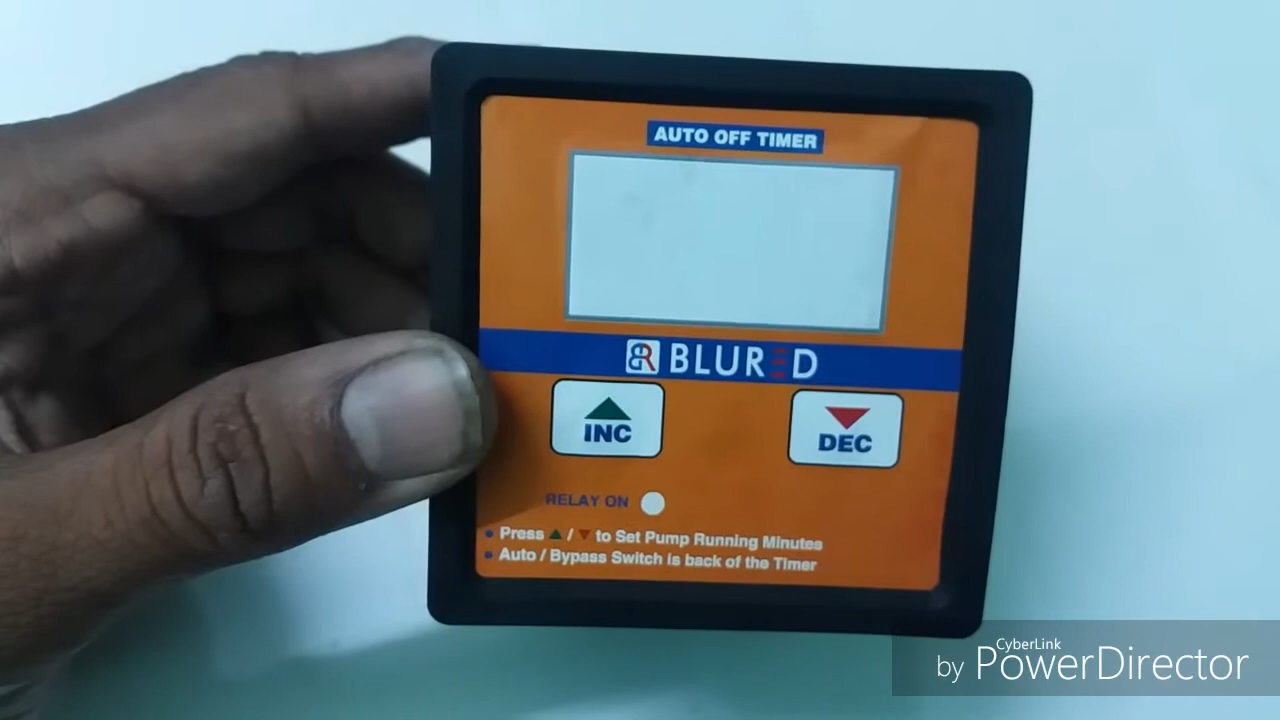 AUTO OFF TIMER
BR BLURED
INC
DEC
RELAY ON
• Press ▲ / ▼ to Set Pump Running Minutes
• Auto / Bypass Switch is back of the Timer
CyberLink
by PowerDirector